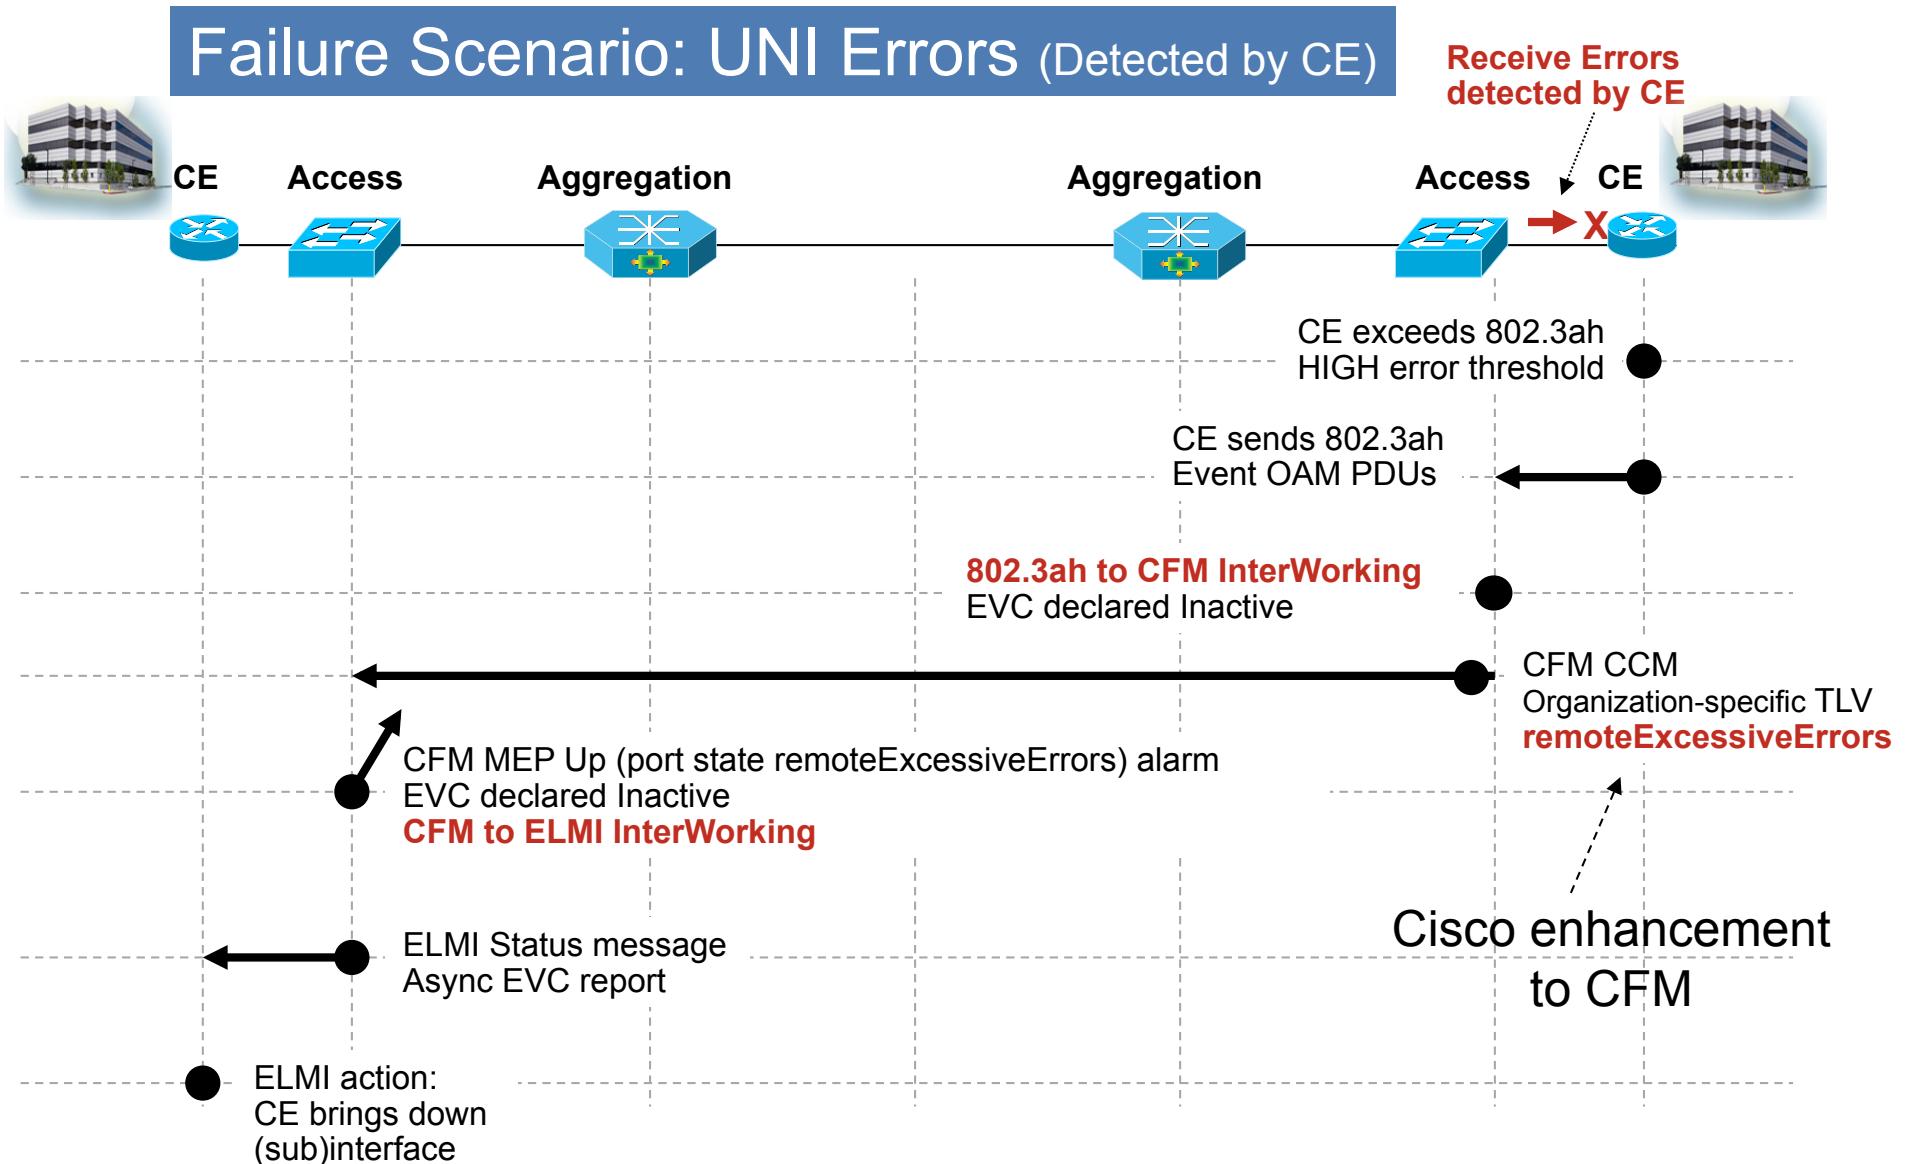 Failure Scenario: UNI Errors (Detected by CE)
Receive Errors
detected by CE
CE
Access
Aggregation
Aggregation
Access
CE
X
CE exceeds 802.3ah
HIGH error threshold
CE sends 802.3ah
Event OAM PDUs
802.3ah to CFM InterWorking
EVC declared Inactive
CFM CCM
Organization-specific TLV
remoteExcessiveErrors
CFM MEP Up (port state remoteExcessiveErrors) alarm
EVC declared Inactive
CFM to ELMI InterWorking
Cisco enhancement
to CFM
ELMI Status message
Async EVC report
ELMI action:
CE brings down
(sub)interface